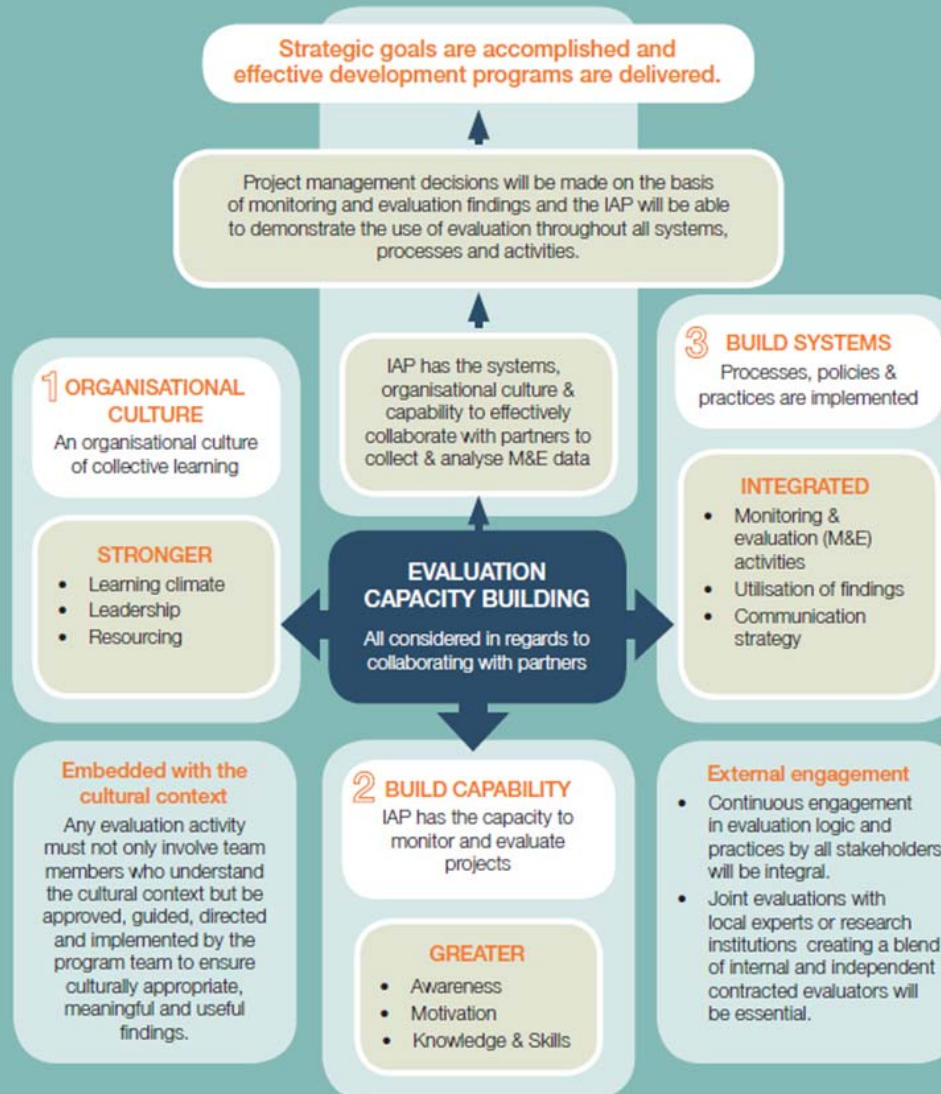 Strategic goals are accomplished and
effective development programs are delivered.
Project management decisions will be made on the basis
of monitoring and evaluation findings and the IAP will be able
to demonstrate the use of evaluation throughout all systems,
processes and activities.
IAP has the systems,
organisational culture &
capability to effectively
collaborate with partners to
collect & analyse M&E data
1 ORGANISATIONAL
CULTURE
An organisational culture
of collective learning
STRONGER
• Learning climate
• Leadership
• Resourcing
EVALUATION
CAPACITY BUILDING
All considered in regards to
collaborating with partners
3 BUILD SYSTEMS
Processes, policies &
practices are implemented
INTEGRATED
• Monitoring &
evaluation (M&E)
activities
• Utilisation of findings
• Communication
strategy
Embedded with the
cultural context
Any evaluation activity
must not only involve team
members who understand
the cultural context but be
approved, guided, directed
and implemented by the
program team to ensure
culturally appropriate,
meaningful and useful
findings.
2 BUILD CAPABILITY
IAP has the capacity to
monitor and evaluate
projects
GREATER
• Awareness
• Motivation
• Knowledge & Skills
External engagement
• Continuous engagement
in evaluation logic and
practices by all stakeholders
will be integral.
• Joint evaluations with
local experts or research
institutions creating a blend
of internal and independent
contracted evaluators will
be essential.